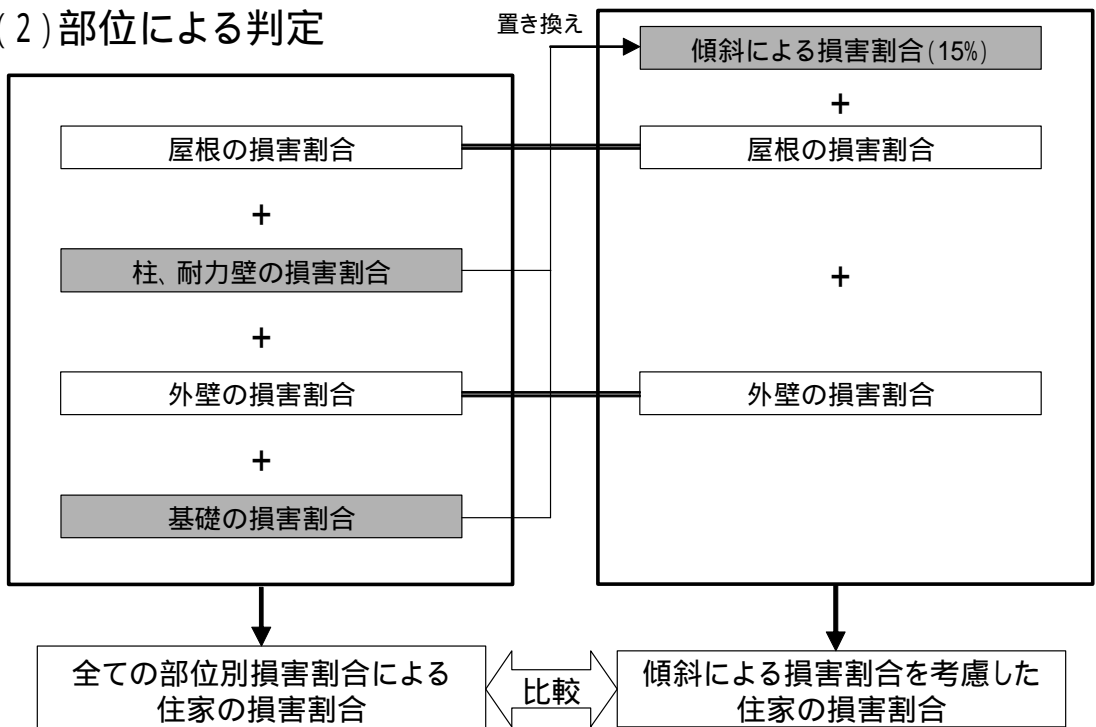 (2)部位による判定
屋根の損害割合
+
柱、耐力壁の損害割合
+
外壁の損害割合
+
基礎の損害割合
全ての部位別損害割合による
住家の損害割合
置き換え
比較
傾斜による損害割合(15%)
+
屋根の損害割合
+
外壁の損害割合
傾斜による損害割合を考慮した
住家の損害割合